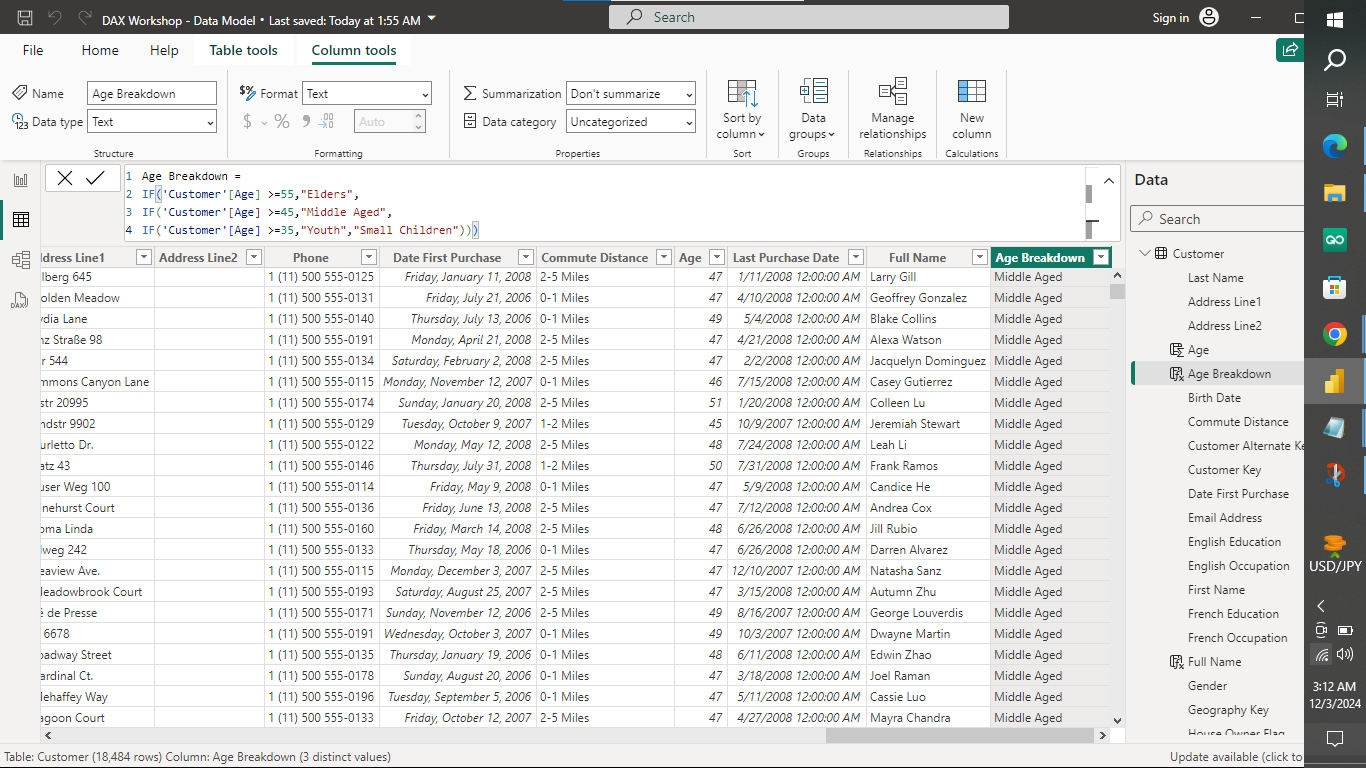 DAX Workshop - Data Model • Last saved: Today at 1:55 AM
Search
Sign in
File
Home
Help
Table tools
Column tools
Name
Age Breakdown
Format
Text
Summarization
Don't summarize
Data type
Text
$ %
Auto
Data category
Uncategorized
Sort by
column
Data
groups
Manage
relationships
New
column
Structure
Formatting
Properties
Sort
Groups
Relationships
Calculations
1 Age Breakdown =
2 IF('Customer'[Age] >=55,"Elders",
3 IF('Customer'[Age] >=45,"Middle Aged",
4 IF('Customer'[Age] >=35,"Youth","Small Children")))
ddress Line1 Address Line2 Phone Date First Purchase Commute Distance Age Last Purchase Date Full Name Age Breakdown
lberg 645 1 (11) 500 555-0125 Friday, January 11, 2008 2-5 Miles 47 1/11/2008 12:00:00 AM Larry Gill Middle Aged
olden Meadow 1 (11) 500 555-0131 Friday, July 21, 2006 0-1 Miles 47 4/10/2008 12:00:00 AM Geoffrey Gonzalez Middle Aged
ydia Lane 1 (11) 500 555-0140 Thursday, July 13, 2006 0-1 Miles 49 5/4/2008 12:00:00 AM Blake Collins Middle Aged
nz Straße 98 1 (11) 500 555-0191 Monday, April 21, 2008 2-5 Miles 47 4/21/2008 12:00:00 AM Alexa Watson Middle Aged
r 544 1 (11) 500 555-0134 Saturday, February 2, 2008 2-5 Miles 47 2/2/2008 12:00:00 AM Jacquelyn Dominguez Middle Aged
mmons Canyon Lane 1 (11) 500 555-0115 Monday, November 12, 2007 0-1 Miles 46 7/15/2008 12:00:00 AM Casey Gutierrez Middle Aged
str 20995 1 (11) 500 555-0174 Sunday, January 20, 2008 2-5 Miles 51 1/20/2008 12:00:00 AM Colleen Lu Middle Aged
ndstr 9902 1 (11) 500 555-0129 Tuesday, October 9, 2007 1-2 Miles 45 10/9/2007 12:00:00 AM Jeremiah Stewart Middle Aged
urletto Dr. 1 (11) 500 555-0122 Monday, May 12, 2008 2-5 Miles 48 7/24/2008 12:00:00 AM Leah Li Middle Aged
atz 43 1 (11) 500 555-0146 Thursday, July 31, 2008 1-2 Miles 50 7/31/2008 12:00:00 AM Frank Ramos Middle Aged
user Weg 100 1 (11) 500 555-0114 Friday, May 9, 2008 0-1 Miles 47 5/9/2008 12:00:00 AM Candice He Middle Aged
nehurst Court 1 (11) 500 555-0136 Friday, June 13, 2008 2-5 Miles 47 7/12/2008 12:00:00 AM Andrea Cox Middle Aged
oma Linda 1 (11) 500 555-0160 Friday, March 14, 2008 2-5 Miles 48 6/26/2008 12:00:00 AM Jill Rubio Middle Aged
lweg 242 1 (11) 500 555-0133 Thursday, May 18, 2006 0-1 Miles 47 6/26/2008 12:00:00 AM Darren Alvarez Middle Aged
eaview Ave. 1 (11) 500 555-0115 Monday, December 3, 2007 2-5 Miles 47 12/10/2007 12:00:00 AM Natasha Sanz Middle Aged
eadowbrook Court 1 (11) 500 555-0193 Saturday, August 25, 2007 2-5 Miles 47 3/15/2008 12:00:00 AM Autumn Zhu Middle Aged
é de Presse 1 (11) 500 555-0171 Sunday, November 12, 2006 2-5 Miles 49 8/16/2007 12:00:00 AM George Louverdis Middle Aged
6678 1 (11) 500 555-0191 Wednesday, October 3, 2007 0-1 Miles 49 10/3/2007 12:00:00 AM Dwayne Martin Middle Aged
oadway Street 1 (11) 500 555-0135 Thursday, January 19, 2006 0-1 Miles 48 6/11/2008 12:00:00 AM Edwin Zhao Middle Aged
ardinal Ct. 1 (11) 500 555-0178 Sunday, August 20, 2006 0-1 Miles 47 3/18/2008 12:00:00 AM Joel Raman Middle Aged
ehaffey Way 1 (11) 500 555-0196 Tuesday, September 5, 2006 0-1 Miles 47 5/11/2008 12:00:00 AM Cassie Luo Middle Aged
agoon Court 1 (11) 500 555-0133 Friday, October 12, 2007 2-5 Miles 47 4/27/2008 12:00:00 AM Mayra Chandra Middle Aged
Table: Customer (18,484 rows) Column: Age Breakdown (3 distinct values)
Update available (click to
Data
Search
Customer
Last Name
Address Line1
Address Line2
Age
Age Breakdown
Birth Date
Commute Distance
Customer Alternate Ke
Customer Key
Date First Purchase
Email Address
English Education
English Occupation
First Name
French Education
French Occupation
Full Name
Gender
Geography Key
House Owner Flag
USD/JPY
3:12 AM
12/3/2024